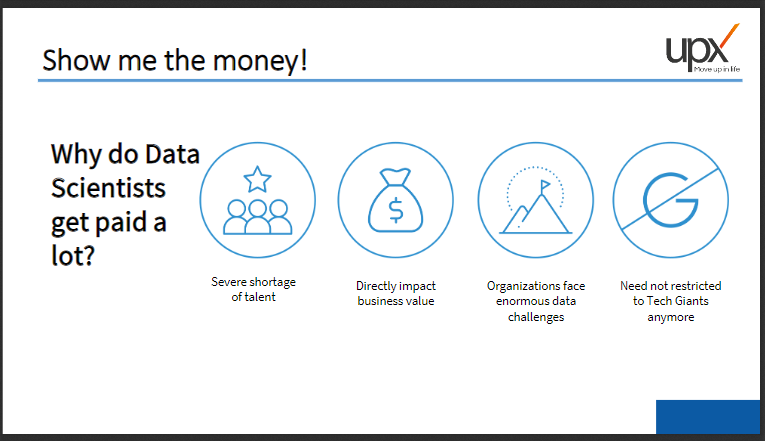 Show me the money!
upx
Move up in life
Why do Data
Scientists
get paid a
lot?
$
Severe shortage
of talent
Directly impact
business value
Organizations face
enormous data
challenges
G
Need not restricted
to Tech Giants
anymore